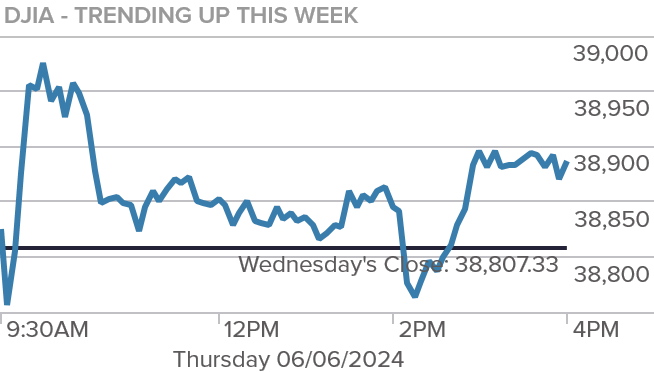 DJIA - TRENDING UP THIS WEEK
39,000
38,950
38,900
38,850
Wednesday's Close: 38,807.33
38,800
9:30AM 12PM 2PM 4PM
Thursday 06/06/2024